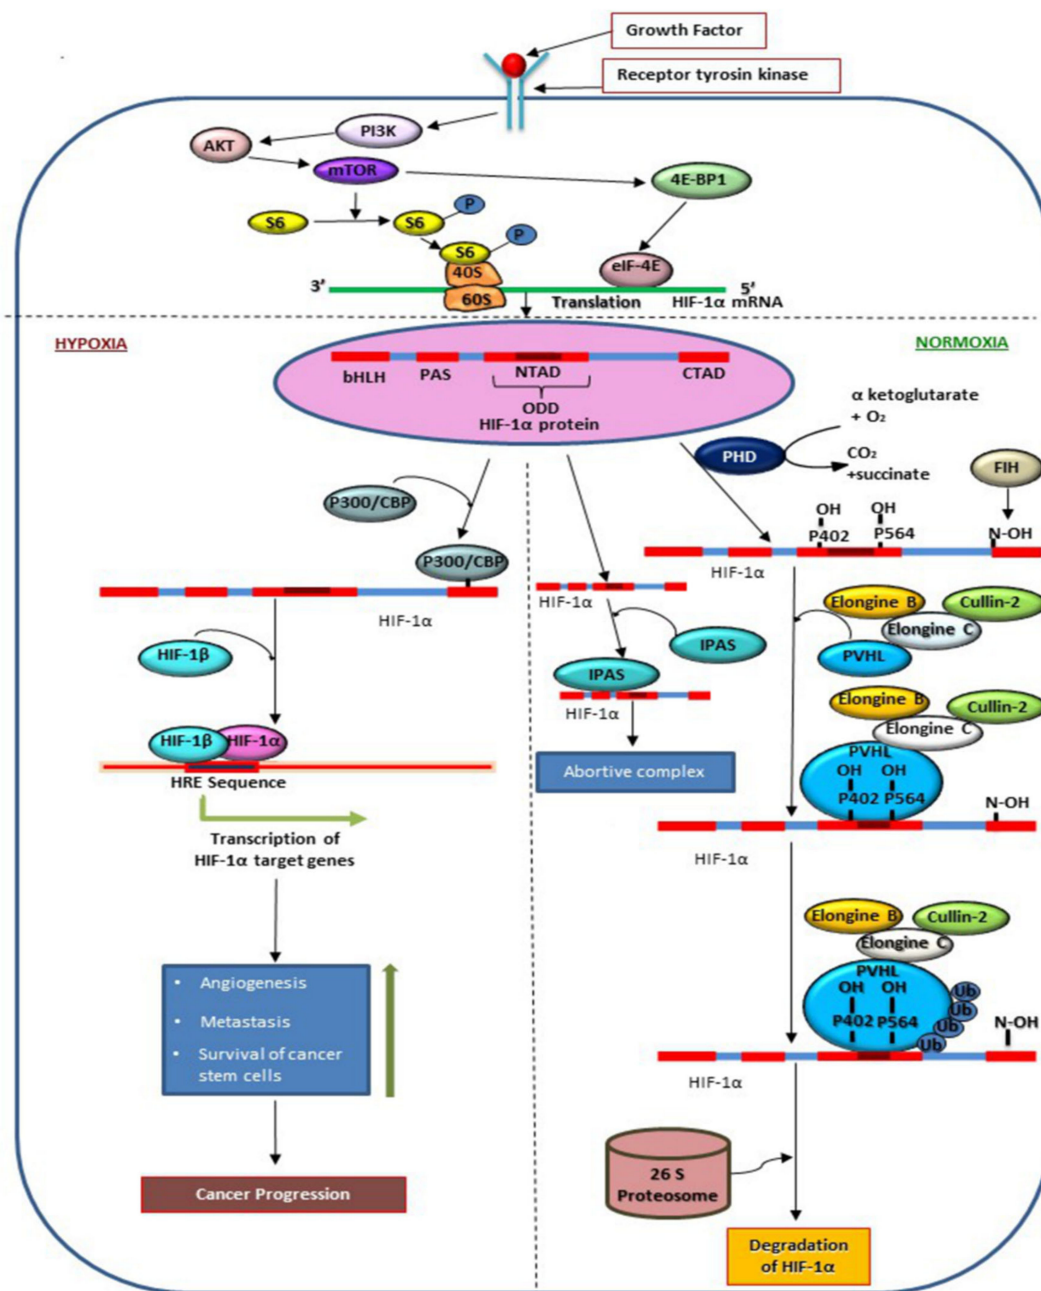 Growth Factor
Receptor tyrosin kinase
PI3K
AKT
mTOR
4E-BP1
P
S6
S6
P
S6
eIF-4E
40S
3’
5’
60S
Translation
HIF-1α mRNA
HYPOXIA
NORMOXIA
bHLH
PAS
NTAD
CTAD
ODD
HIF-1α protein
α ketoglutarate
+ O₂
PHD
CO₂
+succinate
FIH
P300/CBP
OH
OH
P402
P564
N-OH
P300/CBP
HIF-1α
HIF-1α
HIF-1α
Elongine B
Cullin-2
Elongine C
IPAS
HIF-1β
PVHL
IPAS
HIF-1α
Elongine B
Cullin-2
Elongine C
HIF-1β
HIF-1α
PVHL
OH
OH
Abortive complex
HRE Sequence
P402
P564
N-OH
Transcription of
HIF-1α target genes
HIF-1α
Elongine B
Cullin-2
Elongine C
PVHL
• Angiogenesis
OH
OH
Ub
Ub
• Metastasis
P402
P564
Ub
N-OH
Ub
• Survival of cancer
stem cells
HIF-1α
26 S
Proteosome
Cancer Progression
Degradation
of HIF-1α